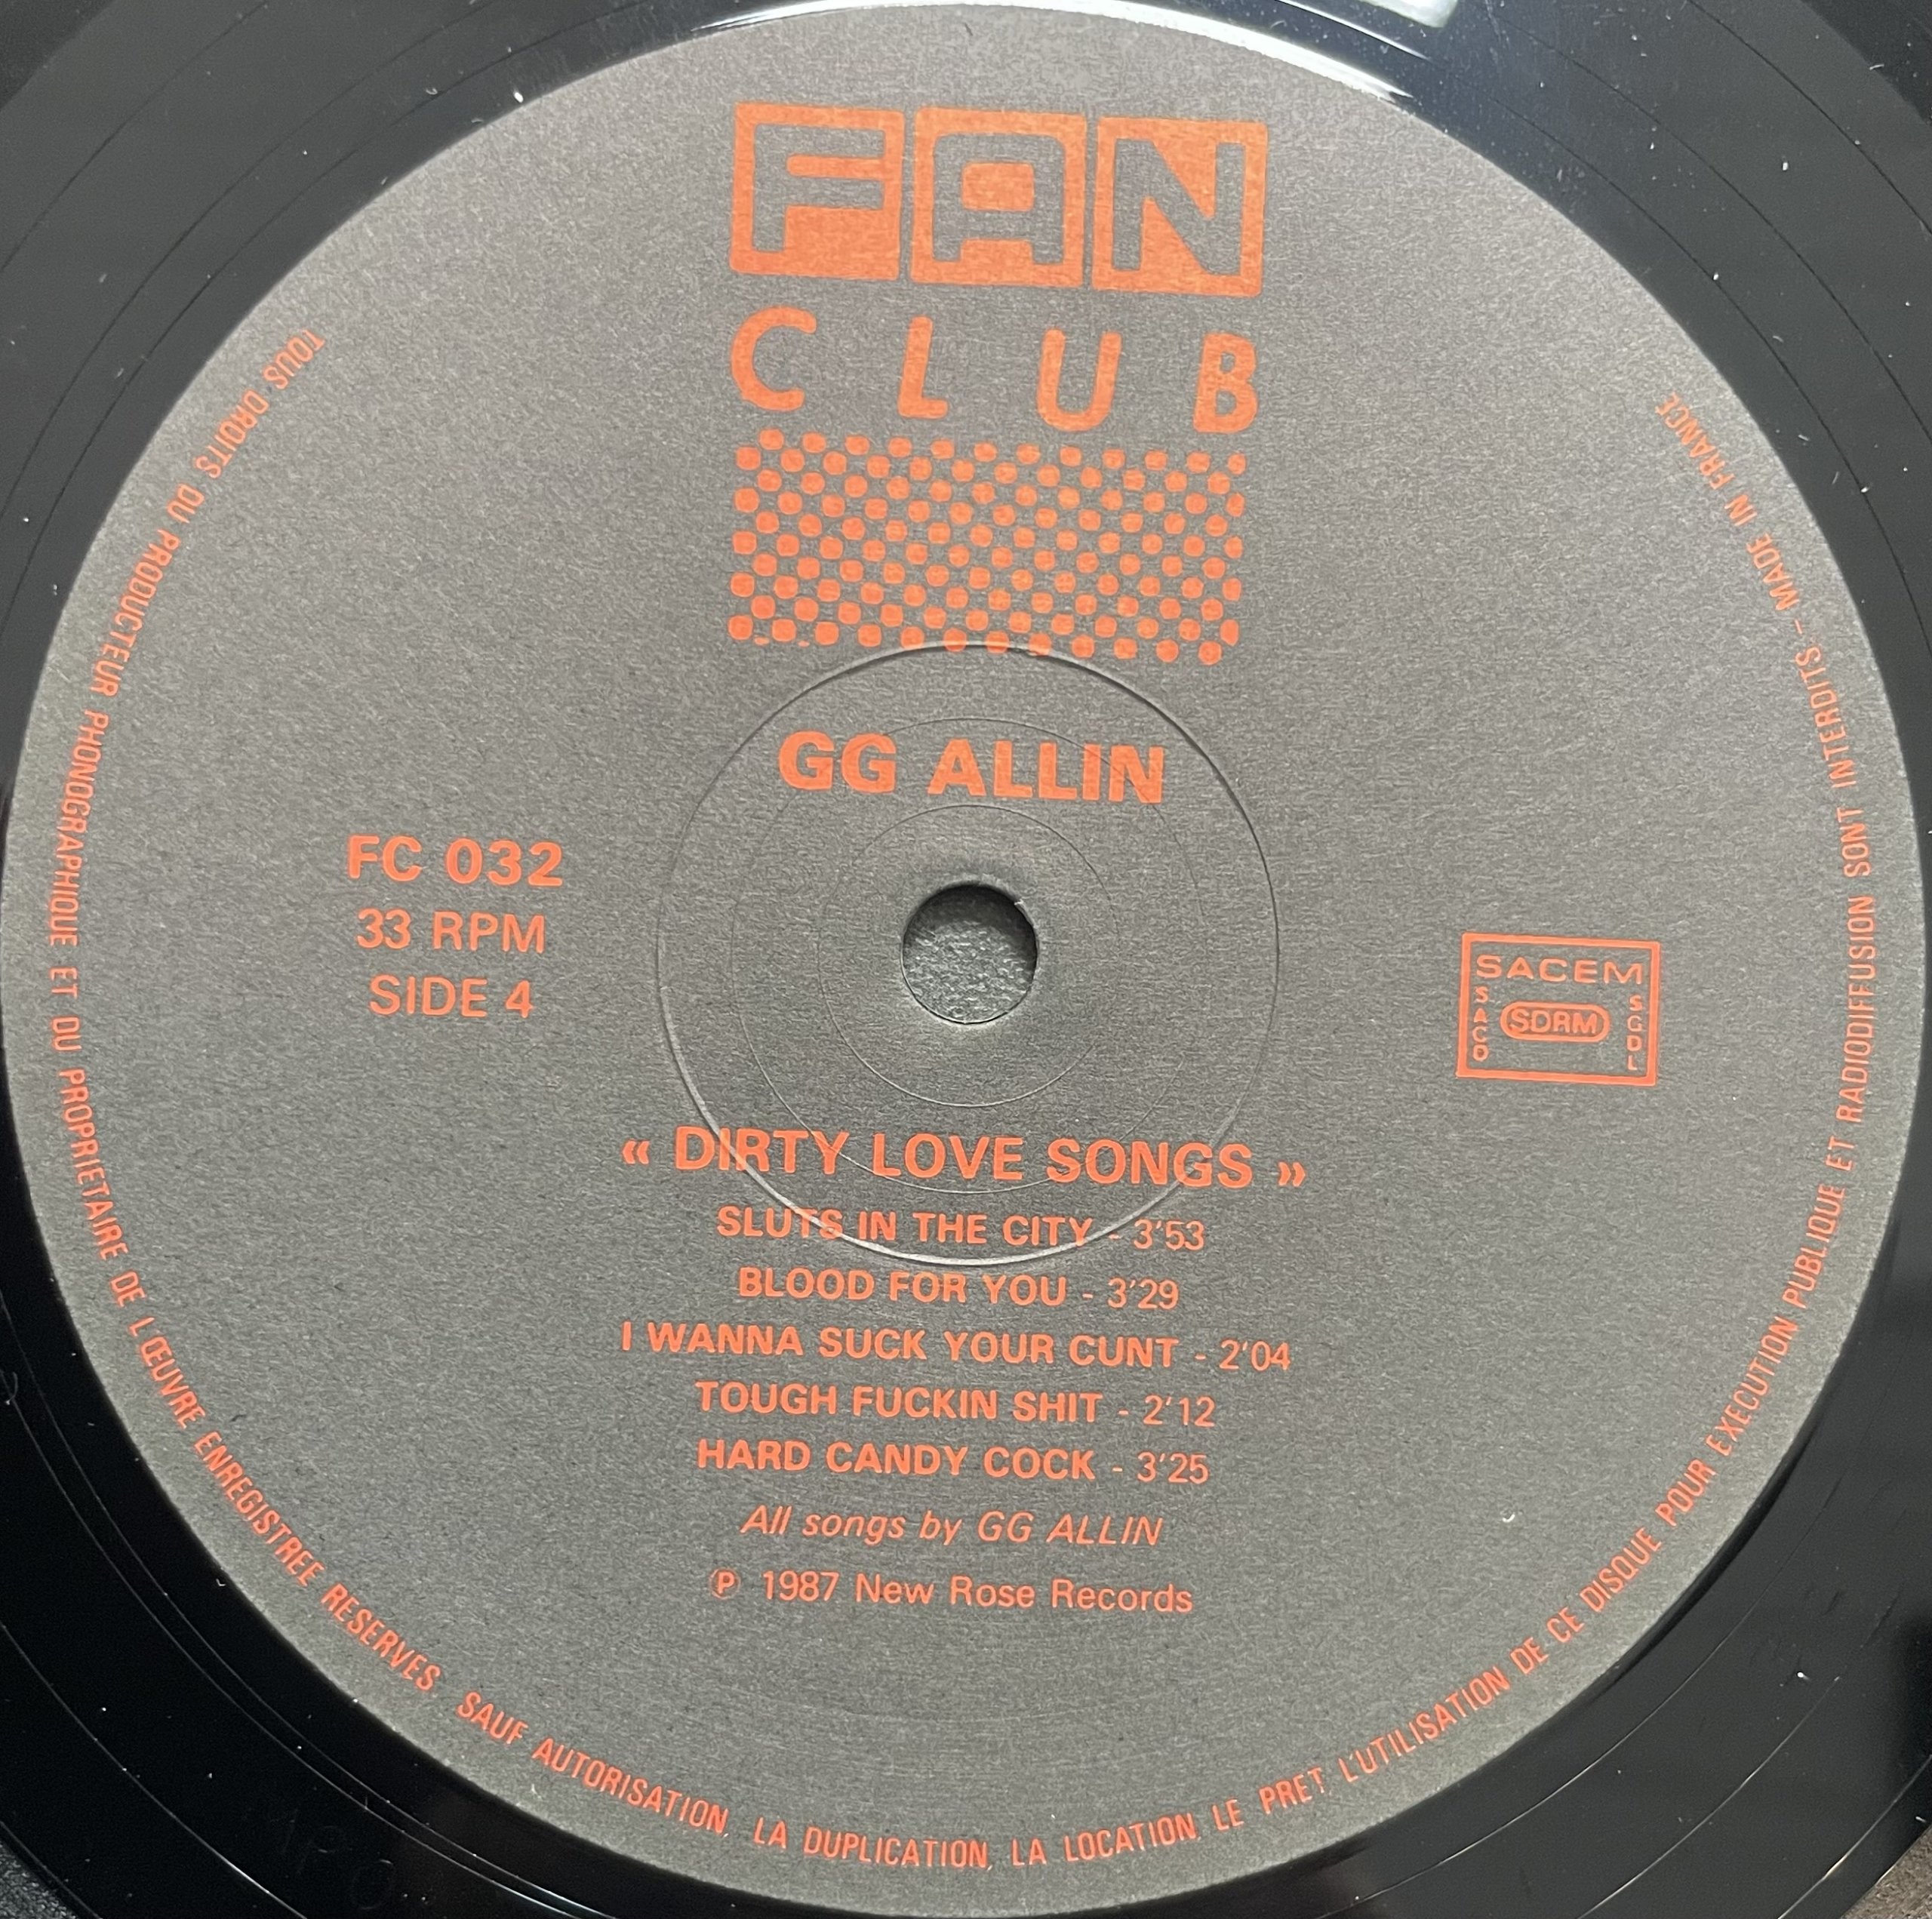 FAN
CLUB
GG ALLIN
FC 032
33 RPM
SIDE 4
SACEM
SACD
SDRM
SGDL
« DIRTY LOVE SONGS »
SLUTS IN THE CITY - 3'53
BLOOD FOR YOU - 3'29
I WANNA SUCK YOUR CUNT - 2'04
TOUGH FUCKIN SHIT - 2'12
HARD CANDY COCK - 3'25
All songs by GG ALLIN
℗ 1987 New Rose Records
TOUS DROITS DU PRODUCTEUR PHONOGRAPHIQUE ET DU PROPRIETAIRE DE L'ŒUVRE ENREGISTREE RESERVES SAUF AUTORISATION, LA DUPLICATION, LA LOCATION, LE PRET, L'UTILISATION DE CE DISQUE POUR EXECUTION PUBLIQUE ET RADIODIFFUSION SONT INTERDITS - MADE IN FRANCE